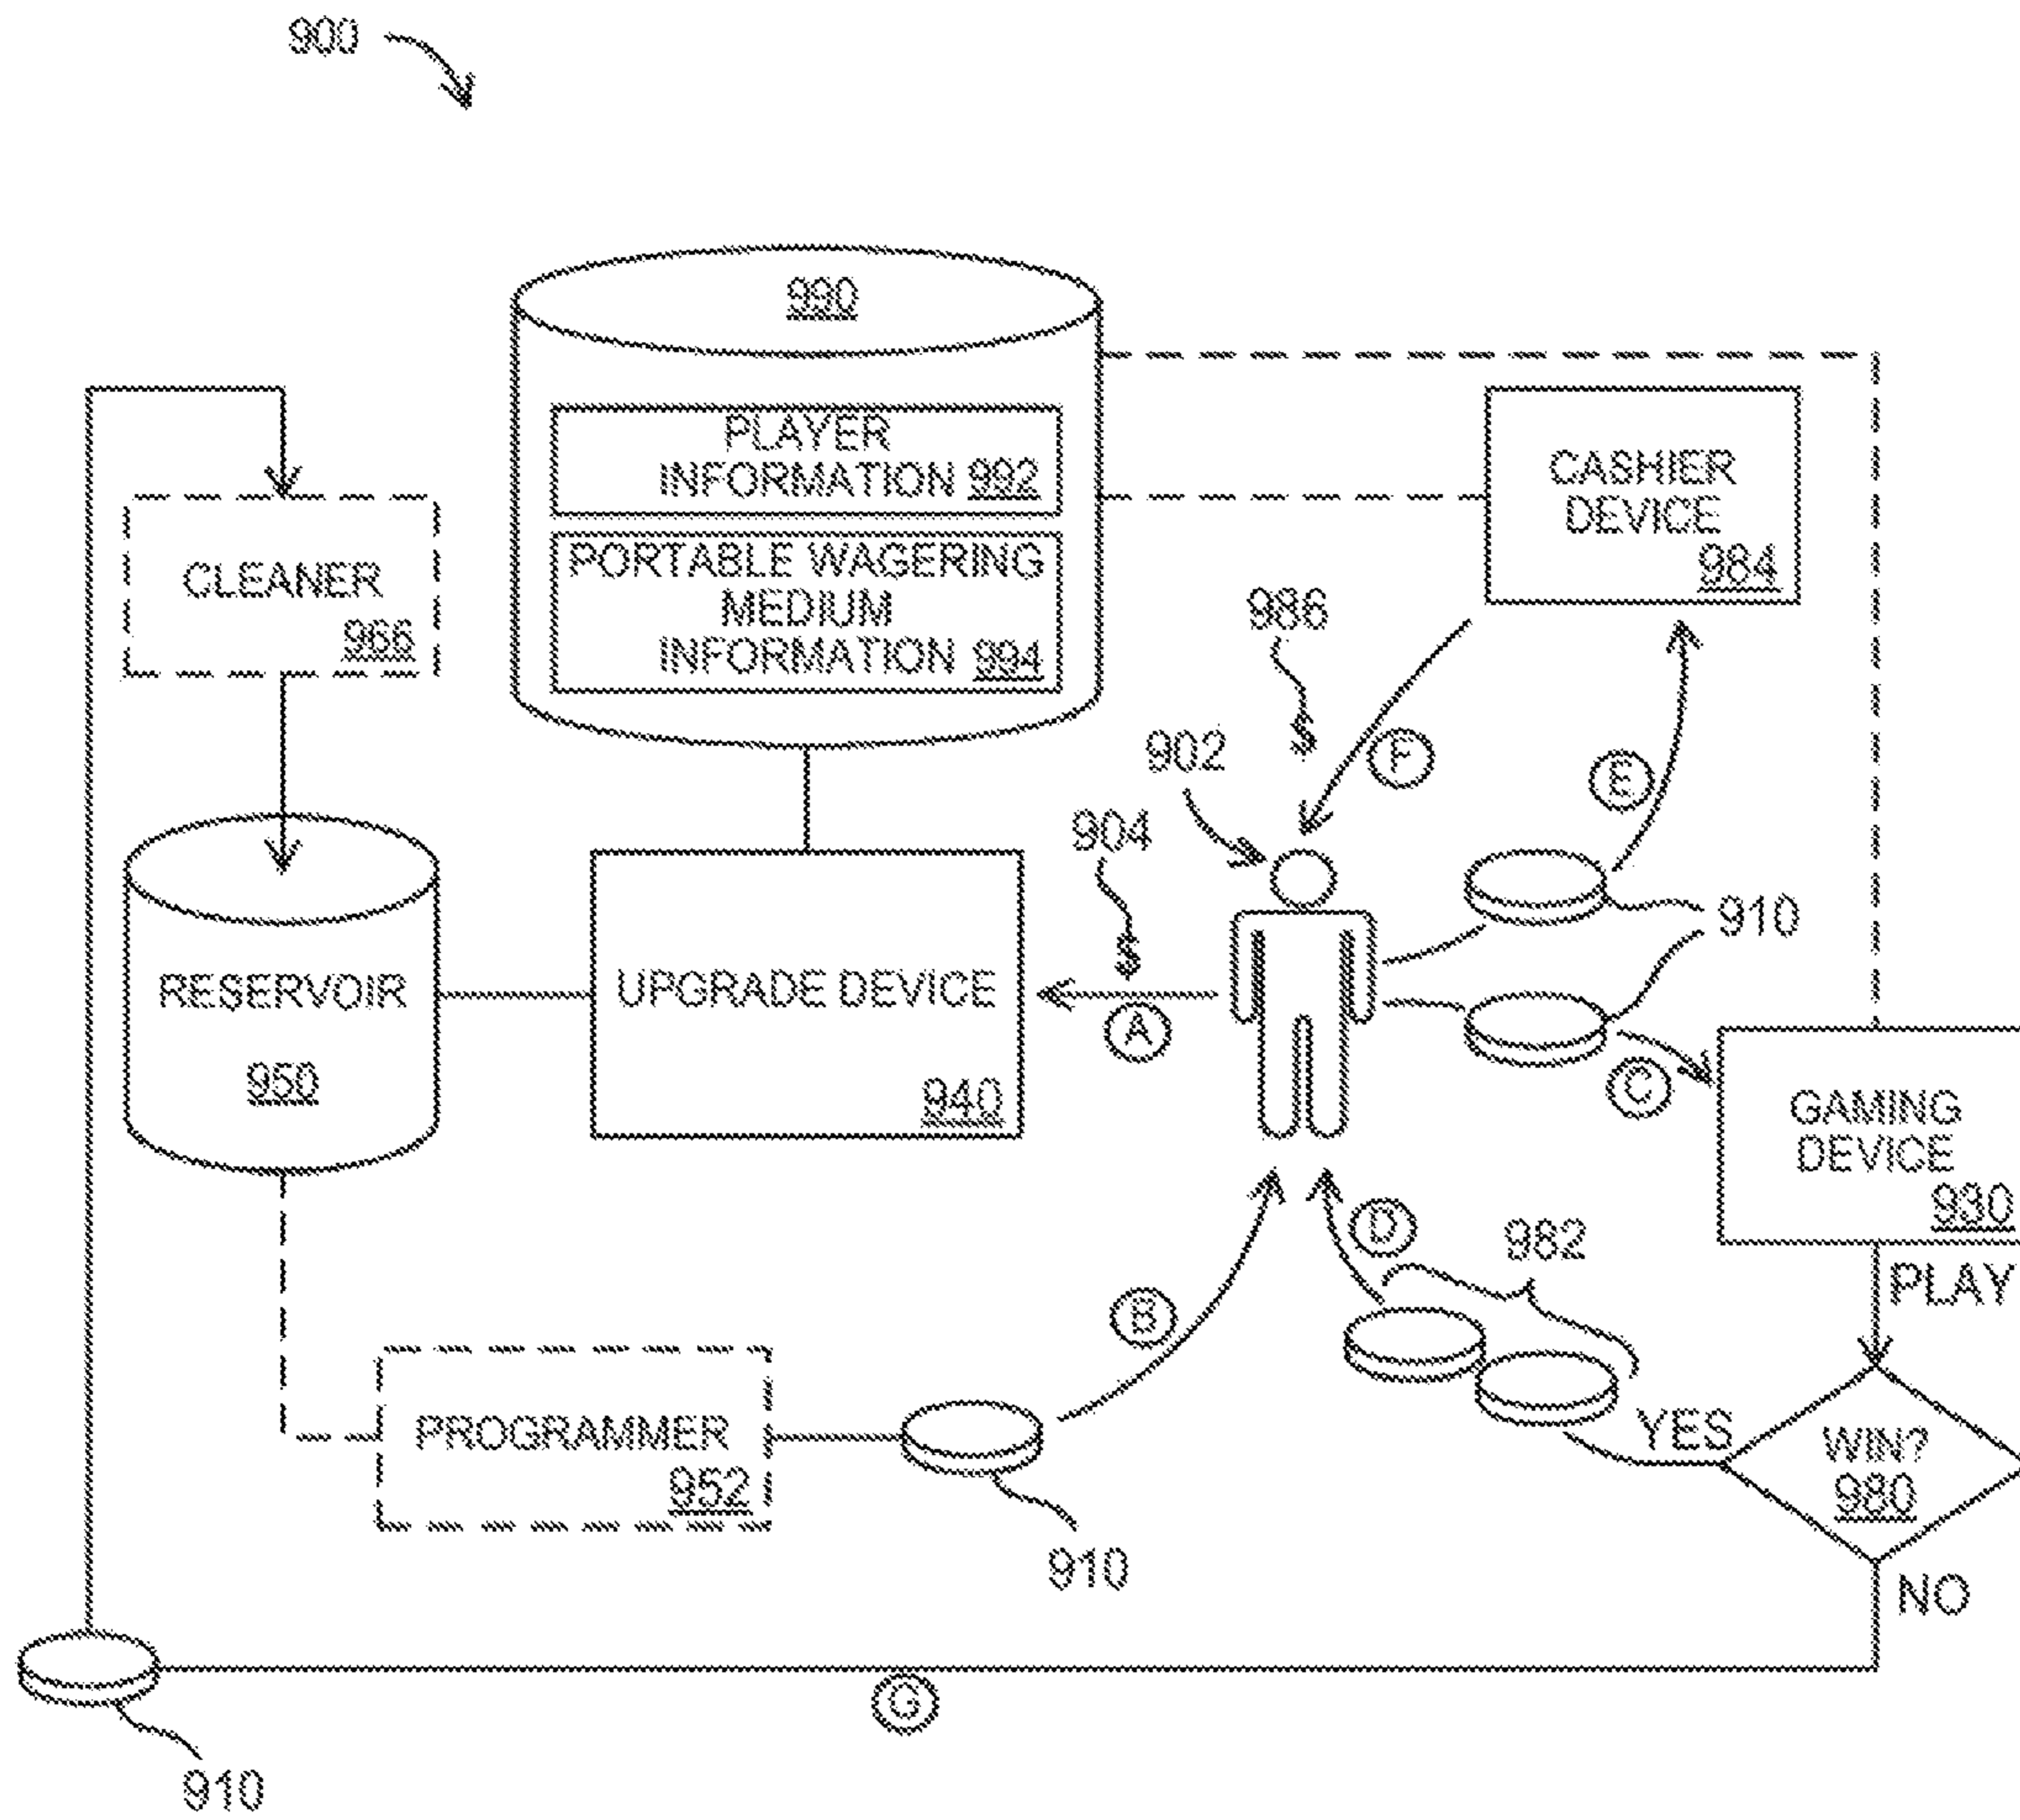 900
990
PLAYER
INFORMATION 992
PORTABLE WAGERING
MEDIUM
INFORMATION 994
CASHIER
DEVICE
984
CLEANER
966
986
$
F
E
902
904
$
A
910
RESERVOIR
950
UPGRADE DEVICE
940
C
GAMING
DEVICE
930
PLAY
D
982
B
YES
WIN?
980
NO
PROGRAMMER
952
910
G
910